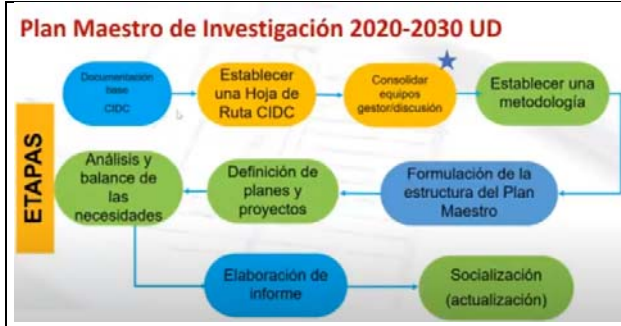 Plan Maestro de Investigación 2020-2030 UD
Documentación
base
CIDC
Establecer
una Hoja de
Ruta CIDC
Consolidar
equipos
gestor/discusión
Establecer una
metodología
ETAPAS
Análisis y
balance de
las
necesidades
Definición de
planes y
proyectos
Formulación de la
estructura del Plan
Maestro
Elaboración de
informe
Socialización
(actualización)